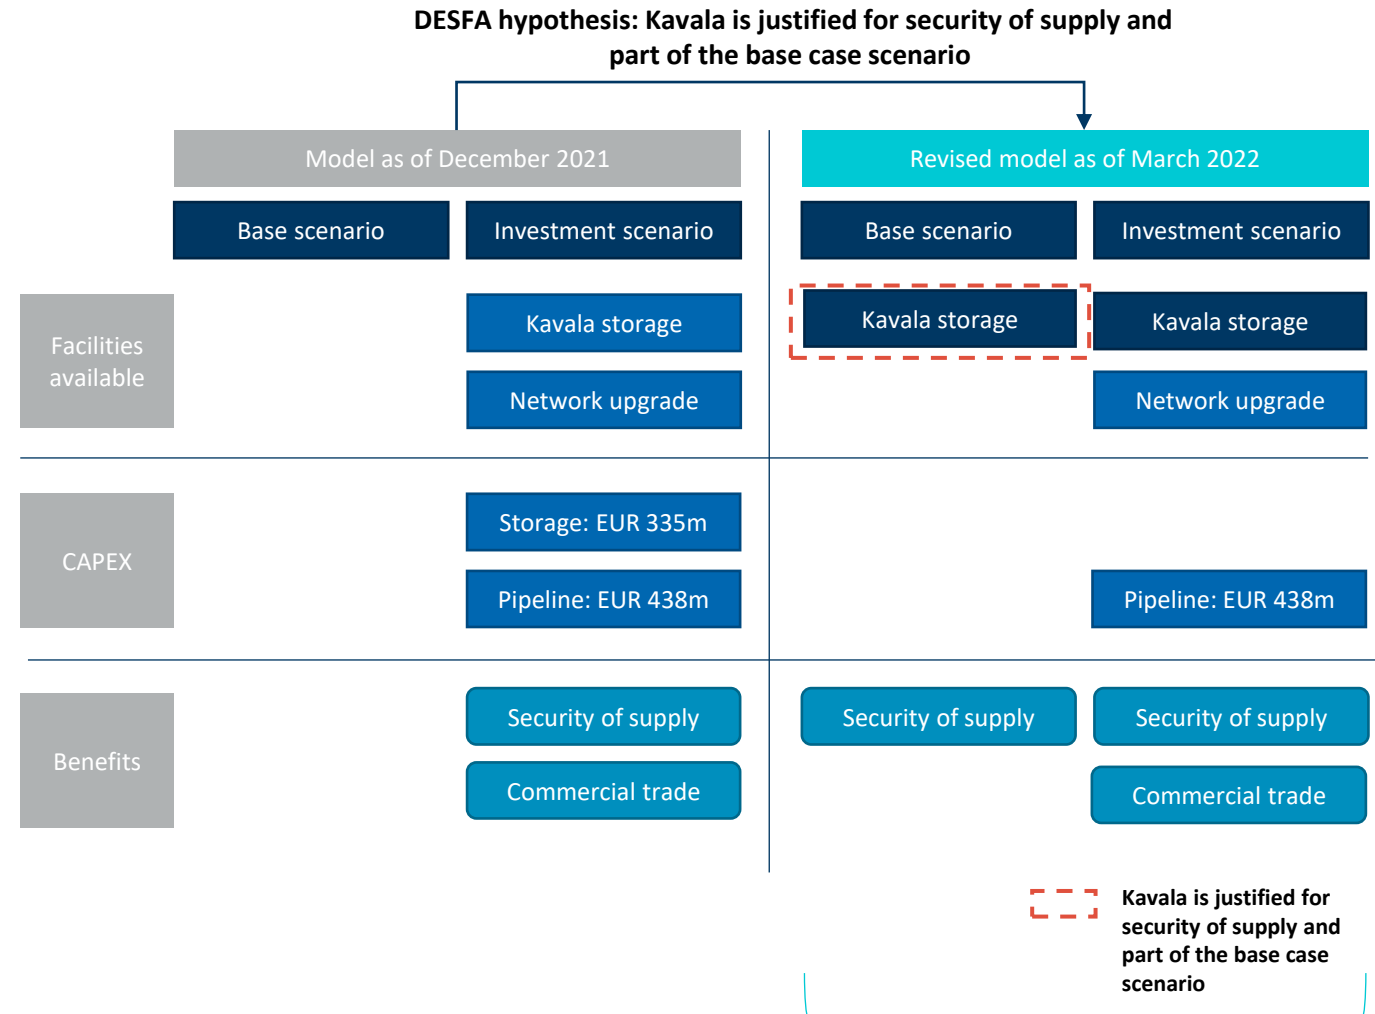 DESFA hypothesis: Kavala is justified for security of supply and
part of the base case scenario
Model as of December 2021
Revised model as of March 2022
Base scenario
Investment scenario
Base scenario
Investment scenario
Facilities
available
Kavala storage
Kavala storage
Kavala storage
Network upgrade
Network upgrade
CAPEX
Storage: EUR 335m
Pipeline: EUR 438m
Pipeline: EUR 438m
Benefits
Security of supply
Security of supply
Security of supply
Commercial trade
Commercial trade
Kavala is justified for
security of supply and
part of the base case
scenario